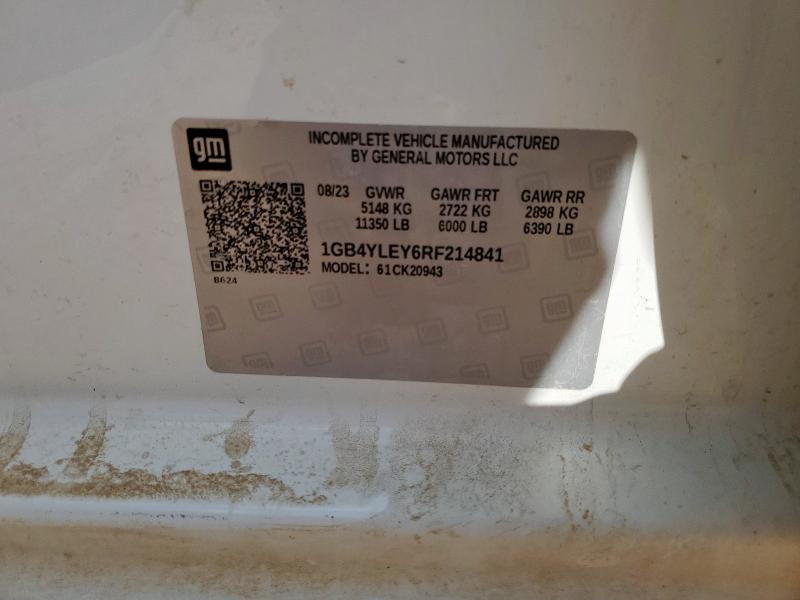 gm
INCOMPLETE VEHICLE MANUFACTURED
BY GENERAL MOTORS LLC
08/23 GVWR GAWR FRT GAWR RR
5148 KG 2722 KG 2898 KG
11350 LB 6000 LB 6390 LB
1GB4YLEY6RF214841
MODEL: 61CK20943
B624